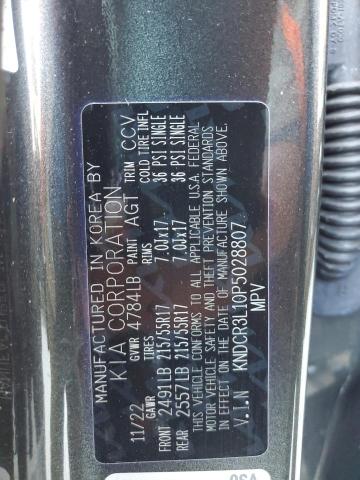 MANUFACTURED IN KOREA BY
KIA CORPORATION
11/22 GVWR 4784LB PAINT AGT TRIM CCV
GAWR TIRES RIMS COLD TIRE INFL
FRONT 2491LB 215/55R17 7.0Jx17 36 PSI SINGLE
REAR 2557LB 215/55R17 7.0Jx17 36 PSI SINGLE
THIS VEHICLE CONFORMS TO ALL APPLICABLE U.S.A. FEDERAL
MOTOR VEHICLE SAFETY AND THEFT PREVENTION STANDARDS
IN EFFECT ON THE DATE OF MANUFACTURE SHOWN ABOVE.
V.I.N KNDCR3L10P5028807
MPV